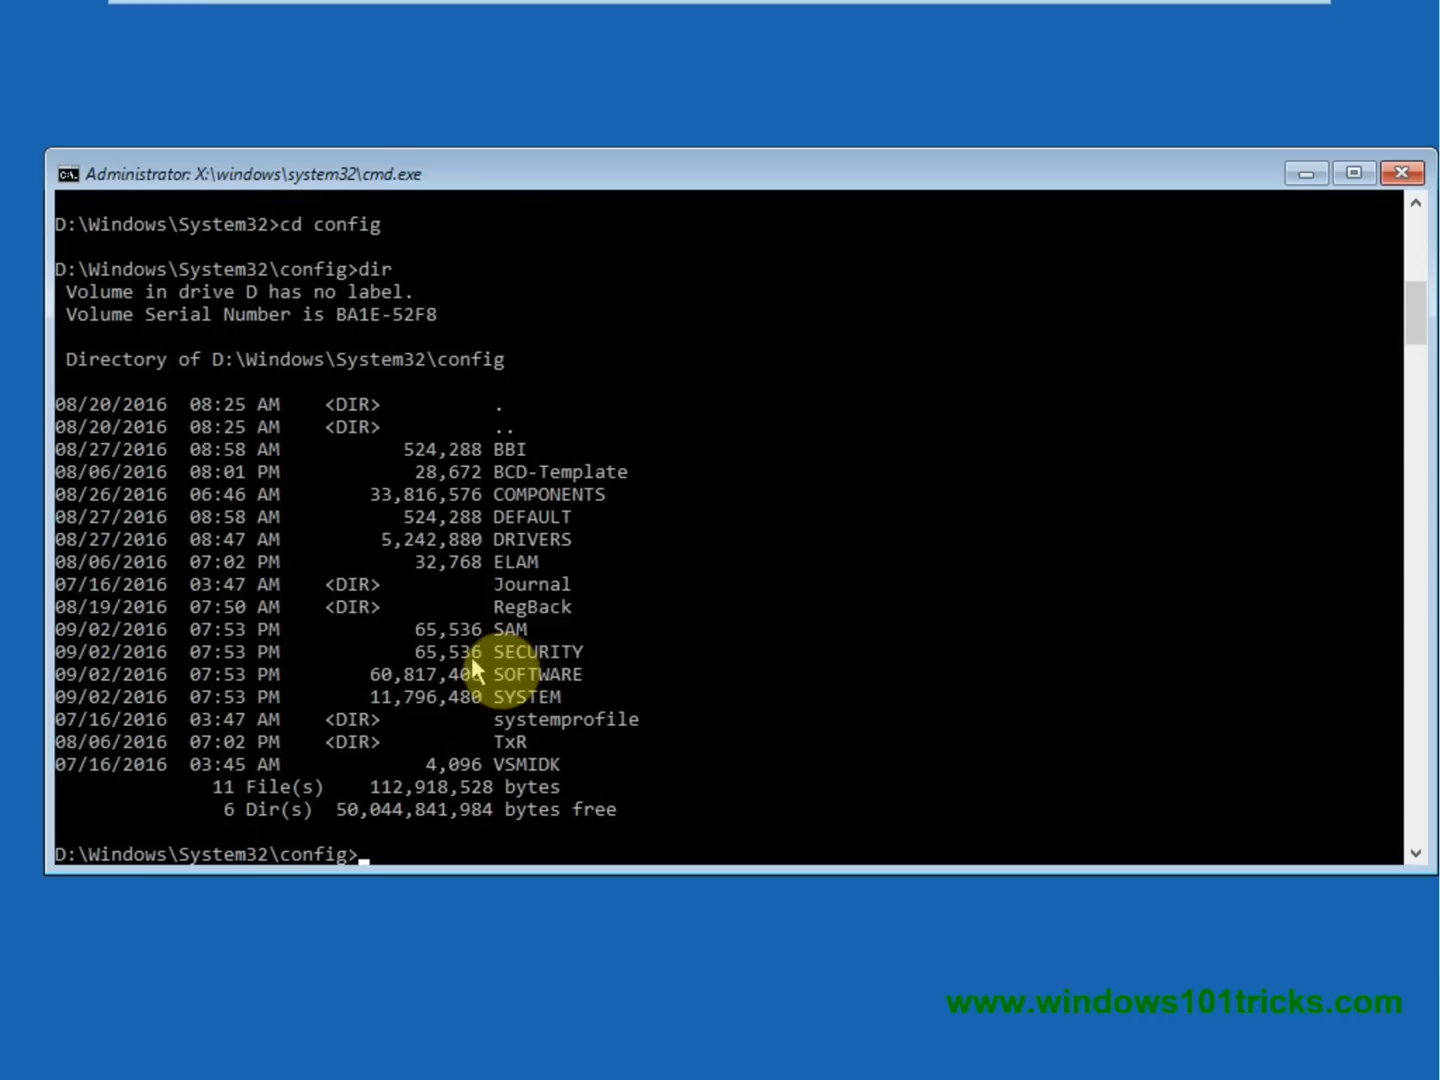 Administrator: X:\windows\system32\cmd.exe
D:\Windows\System32>cd config
D:\Windows\System32\config>dir
Volume in drive D has no label.
Volume Serial Number is BA1E-52F8
Directory of D:\Windows\System32\config
08/20/2016 08:25 AM <DIR> .
08/20/2016 08:25 AM <DIR> ..
08/27/2016 08:58 AM 524,288 BBI
08/06/2016 08:01 PM 28,672 BCD-Template
08/26/2016 06:46 AM 33,816,576 COMPONENTS
08/27/2016 08:58 AM 524,288 DEFAULT
08/27/2016 08:47 AM 5,242,880 DRIVERS
08/06/2016 07:02 PM 32,768 ELAM
07/16/2016 03:47 AM <DIR> Journal
08/19/2016 07:50 AM <DIR> RegBack
09/02/2016 07:53 PM 65,536 SAM
09/02/2016 07:53 PM 65,536 SECURITY
09/02/2016 07:53 PM 60,817,408 SOFTWARE
09/02/2016 07:53 PM 11,796,480 SYSTEM
07/16/2016 03:47 AM <DIR> systemprofile
08/06/2016 07:02 PM <DIR> TxR
07/16/2016 03:45 AM 4,096 VSMIDK
11 File(s) 112,918,528 bytes
6 Dir(s) 50,044,841,984 bytes free
D:\Windows\System32\config>
www.windows101tricks.com